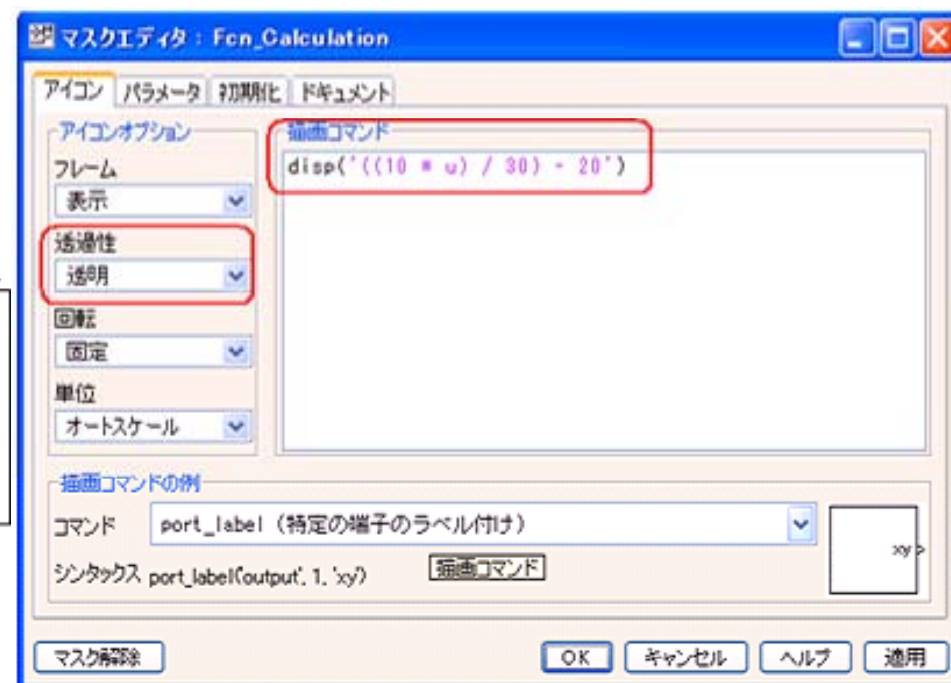 マスクエディタ : Fcn_Calculation
アイコン パラメータ 初期化 ドキュメント
アイコンオプション
フレーム
表示
透過性
透明
回転
固定
単位
オートスケール
描画コマンド
disp('((10 * u) / 30) - 20')
描画コマンドの例
コマンド port_label (特定の端子のラベル付け)
シンタックス port_label('output', 1, 'xy')
描画コマンド
xy
マスク解除 OK キャンセル ヘルプ 適用